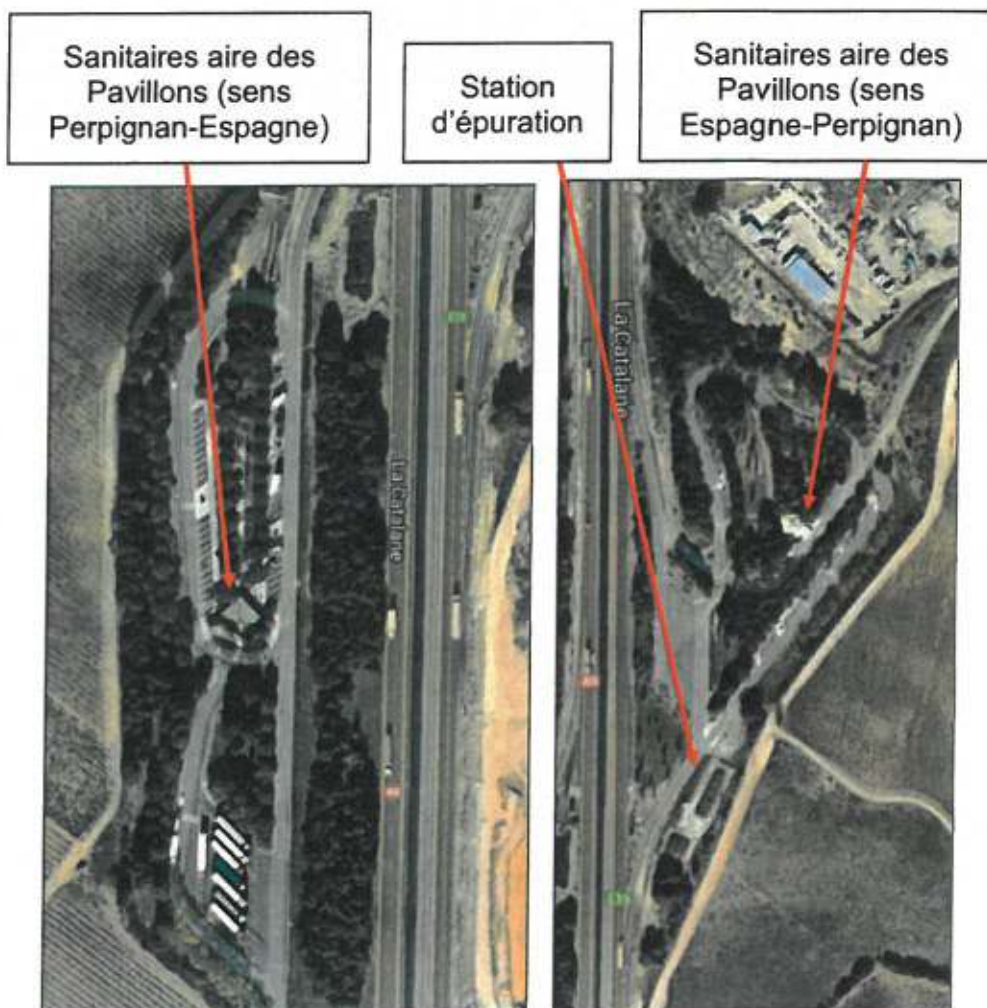 Sanitaires aire des
Pavillons (sens
Perpignan-Espagne)
Station
d'épuration
Sanitaires aire des
Pavillons (sens
Espagne-Perpignan)
La Catalane
La Catalane